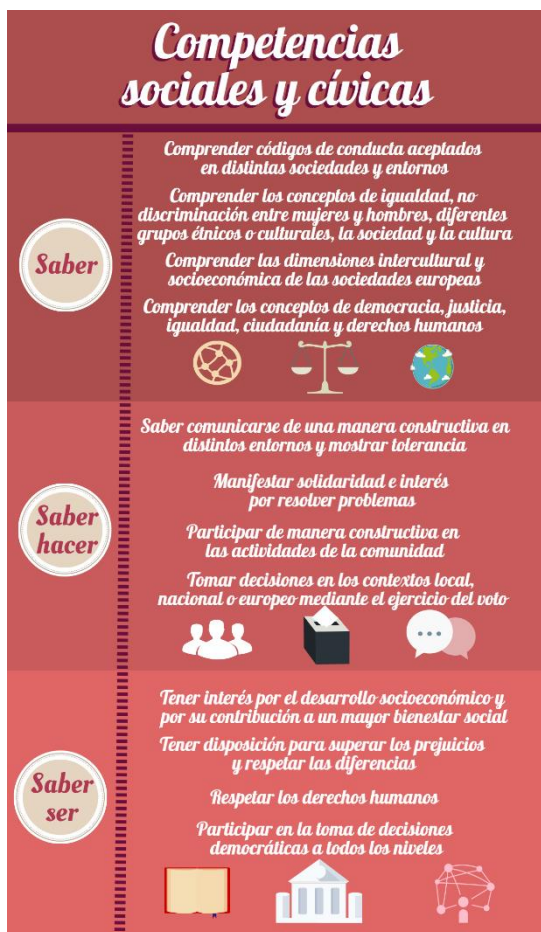 Competencias
sociales y cívicas
Saber
Comprender códigos de conducta aceptados
en distintas sociedades y entornos
Comprender los conceptos de igualdad, no
discriminación entre mujeres y hombres, diferentes
grupos étnicos o culturales, la sociedad y la cultura
Comprender las dimensiones intercultural y
socioeconómica de las sociedades europeas
Comprender los conceptos de democracia, justicia,
igualdad, ciudadanía y derechos humanos
Saber
hacer
Saber comunicarse de una manera constructiva en
distintos entornos y mostrar tolerancia
Manifestar solidaridad e interés
por resolver problemas
Participar de manera constructiva en
las actividades de la comunidad
Tomar decisiones en los contextos local,
nacional o europeo mediante el ejercicio del voto
Saber
ser
Tener interés por el desarrollo socioeconómico y
por su contribución a un mayor bienestar social
Tener disposición para superar los prejuicios
y respetar las diferencias
Respetar los derechos humanos
Participar en la toma de decisiones
democráticas a todos los niveles